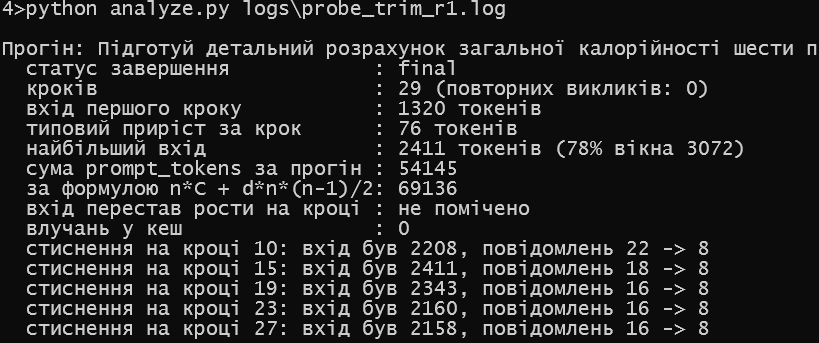 4>python analyze.py logs\probe_trim_r1.log
Прогін: Підготуй детальний розрахунок загальної калорійності шести п
статус завершення : final
кроків : 29 (повторних викликів: 0)
вхід першого кроку : 1320 токенів
типовий приріст за крок : 76 токенів
найбільший вхід : 2411 токенів (78% вікна 3072)
сума prompt_tokens за прогін : 54145
за формулою n*C + d*n*(n-1)/2: 69136
вхід перестав рости на кроці : не помічено
влучань у кеш : 0
стиснення на кроці 10: вхід був 2208, повідомлень 22 -> 8
стиснення на кроці 15: вхід був 2411, повідомлень 18 -> 8
стиснення на кроці 19: вхід був 2343, повідомлень 16 -> 8
стиснення на кроці 23: вхід був 2160, повідомлень 16 -> 8
стиснення на кроці 27: вхід був 2158, повідомлень 16 -> 8